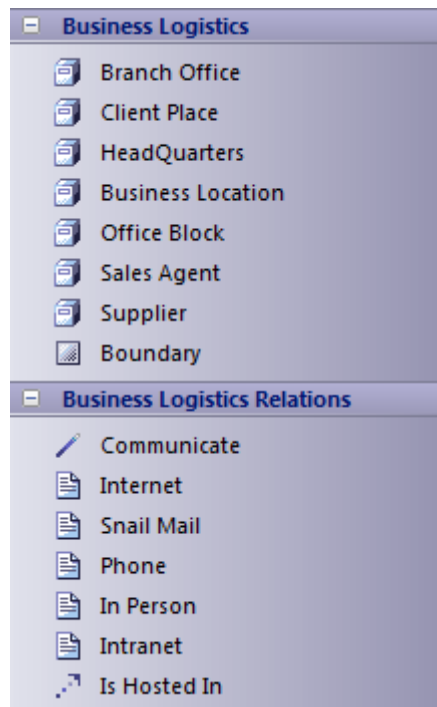 Business Logistics
Branch Office
Client Place
HeadQuarters
Business Location
Office Block
Sales Agent
Supplier
Boundary
Business Logistics Relations
Communicate
Internet
Snail Mail
Phone
In Person
Intranet
Is Hosted In